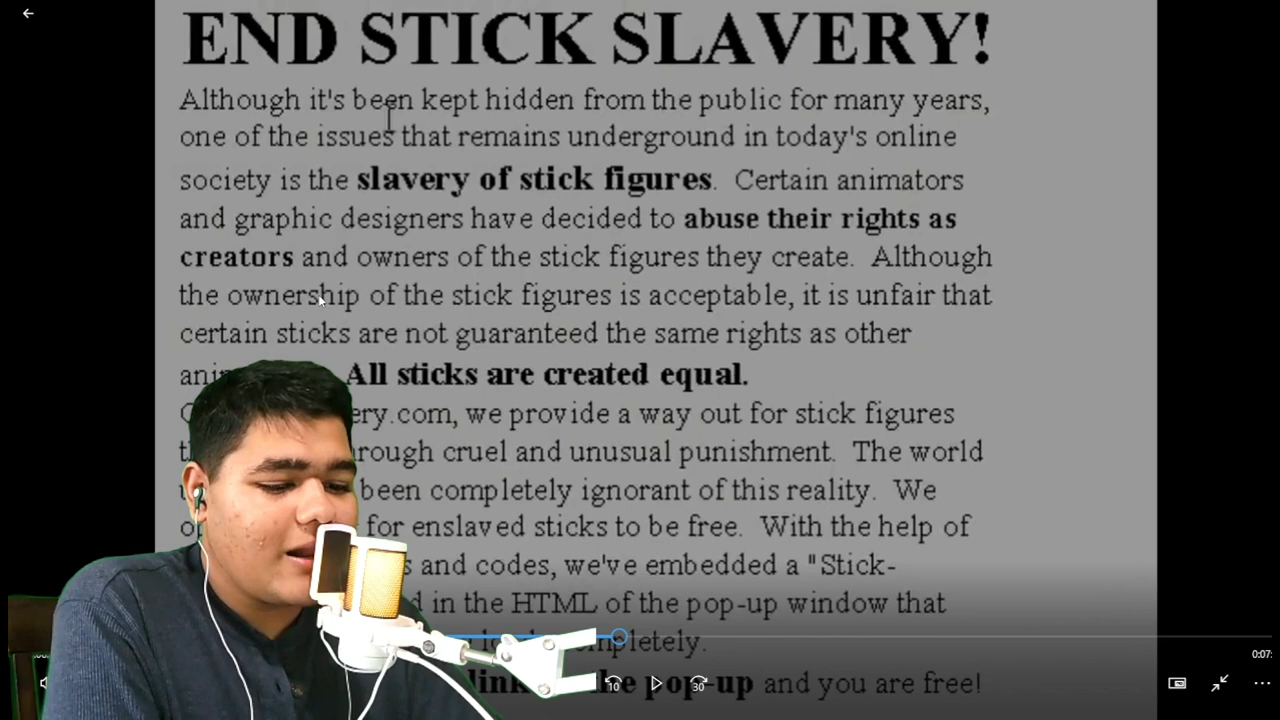 END STICK SLAVERY!
Although it's been kept hidden from the public for many years,
one of the issues that remains underground in today's online
society is the slavery of stick figures. Certain animators
and graphic designers have decided to abuse their rights as
creators and owners of the stick figures they create. Although
the ownership of the stick figures is acceptable, it is unfair that
certain sticks are not guaranteed the same rights as other
All sticks are created equal.
ery.com, we provide a way out for stick figures
rough cruel and unusual punishment. The world
been completely ignorant of this reality. We
for enslaved sticks to be free. With the help of
s and codes, we've embedded a "Stick-
d in the HTML of the pop-up window that
completely.
link the pop-up and you are free!
0:07:
10
30